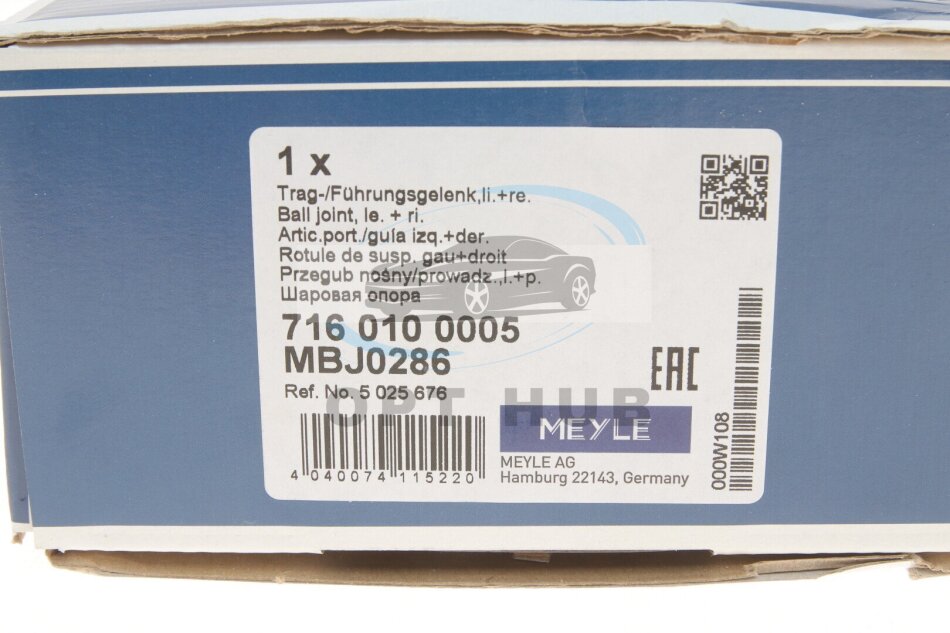 1 x
Trag-/Führungsgelenk,li.+re.
Ball joint, le. + ri.
Artic.port./guía izq.+der.
Rotule de susp. gau+droit
Przegub nośny/prowadz.,l.+p.
Шаровая опора
716 010 0005
MBJ0286
Ref. No. 5 025 676
OPT HUB
EAC
MEYLE
MEYLE AG
Hamburg 22143, Germany
4 040074 115220
000W108